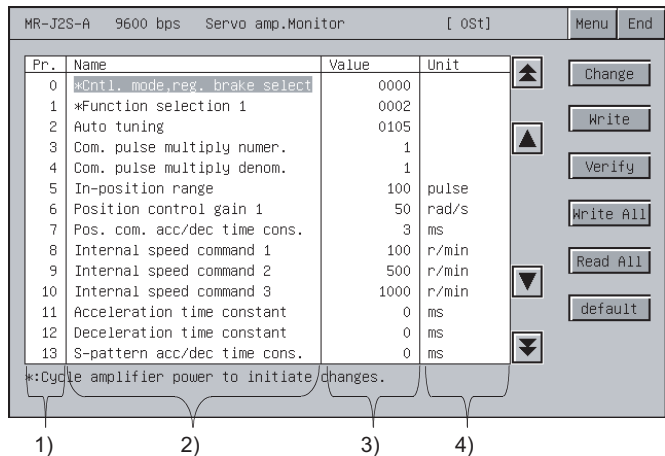 MR-J2S-A 9600 bps Servo amp.Monitor [ 0St] Menu End
Pr. Name Value Unit
0 *Cntl. mode,reg. brake select 0000
1 *Function selection 1 0002
2 Auto tuning 0105
3 Com. pulse multiply numer. 1
4 Com. pulse multiply denom. 1
5 In-position range 100 pulse
6 Position control gain 1 50 rad/s
7 Pos. com. acc/dec time cons. 3 ms
8 Internal speed command 1 100 r/min
9 Internal speed command 2 500 r/min
10 Internal speed command 3 1000 r/min
11 Acceleration time constant 0 ms
12 Deceleration time constant 0 ms
13 S-pattern acc/dec time cons. 0 ms
*:Cycle amplifier power to initiate changes.
Change
Write
Verify
Write All
Read All
default
1) 2) 3) 4)